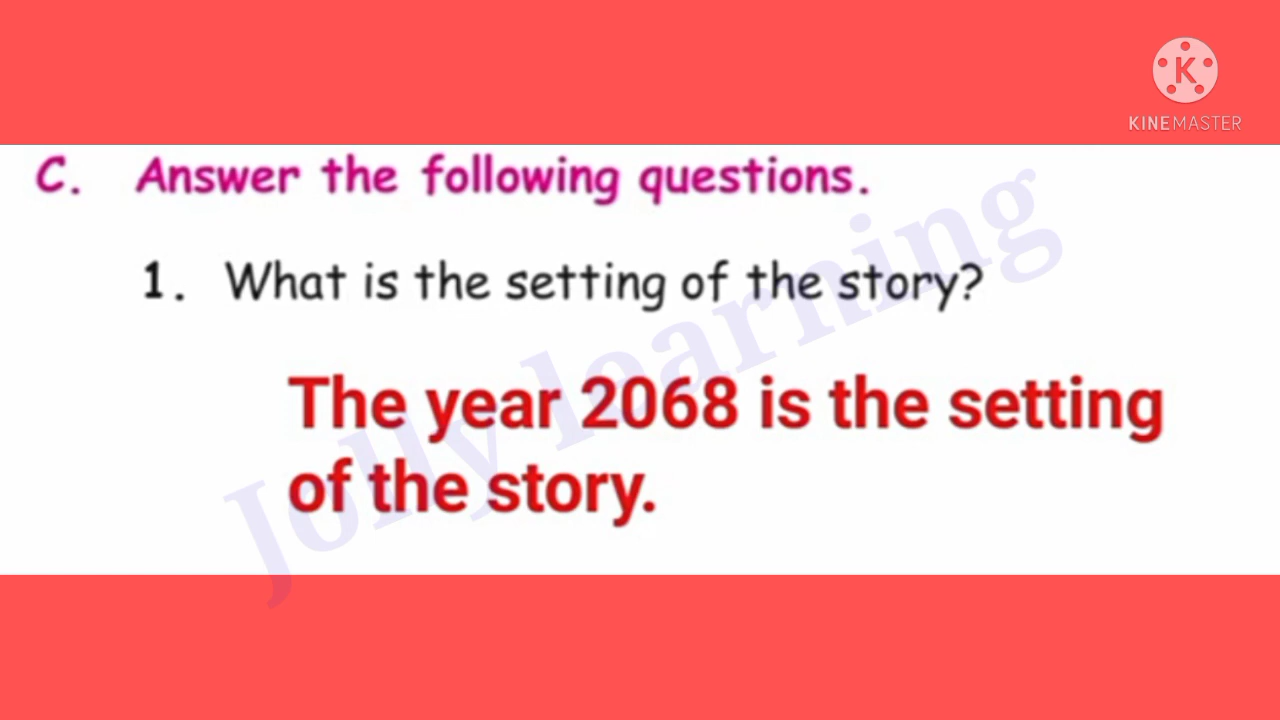 KINEMASTER
C. Answer the following questions.
1. What is the setting of the story?
The year 2068 is the setting
of the story.
Jolly learning